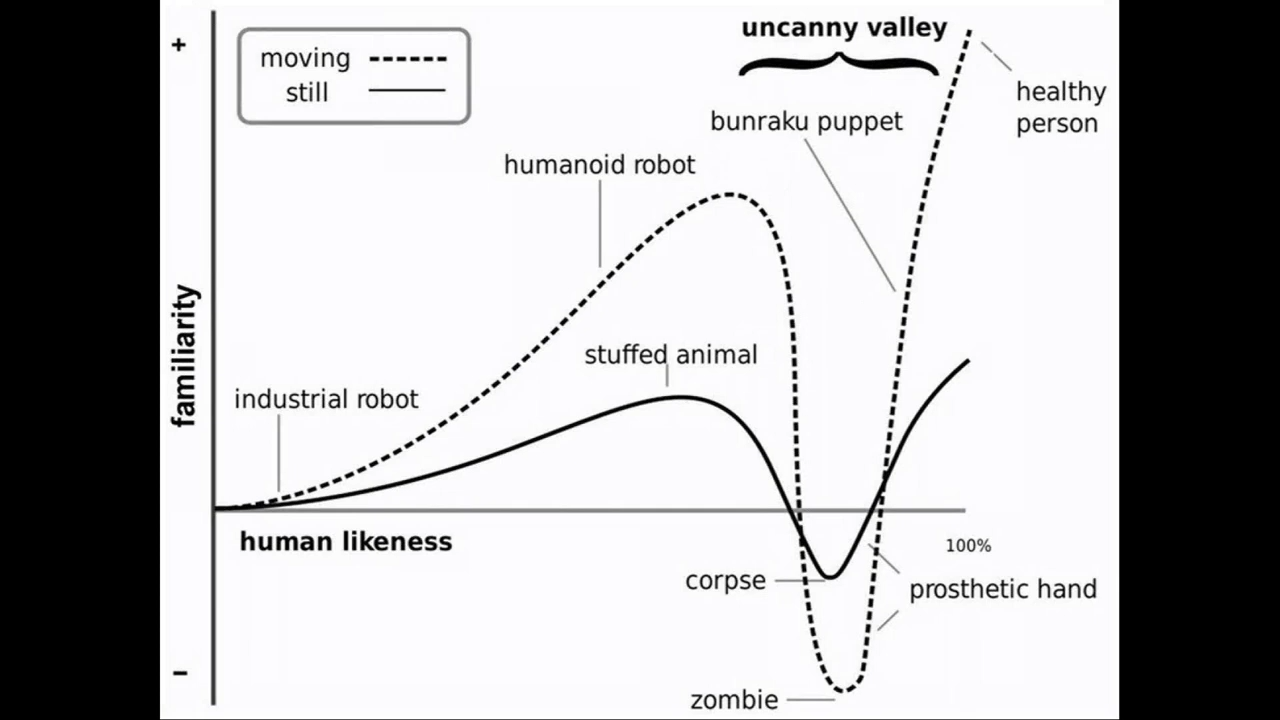 uncanny valley
+
moving
still
healthy
person
bunraku puppet
humanoid robot
familiarity
stuffed animal
industrial robot
human likeness
100%
corpse
prosthetic hand
−
zombie